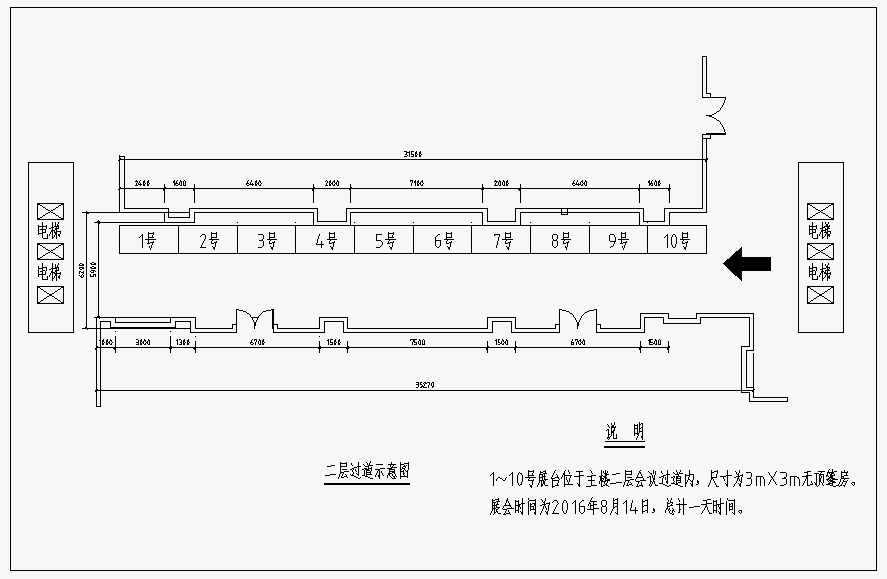 31500
2400 1600 6400 2000 7100 2000 6400 1600
电梯
电梯
电梯
电梯
1号 2号 3号 4号 5号 6号 7号 8号 9号 10号
6200
5065
1000 3000 1300 6700 1500 7500 1500 6700 1500
35270
说 明
二层过道示意图
1~10号展台位于主楼二层会议过道内，尺寸为3m×3m无顶篷房。
展会时间为2016年8月14日，总计一天时间。